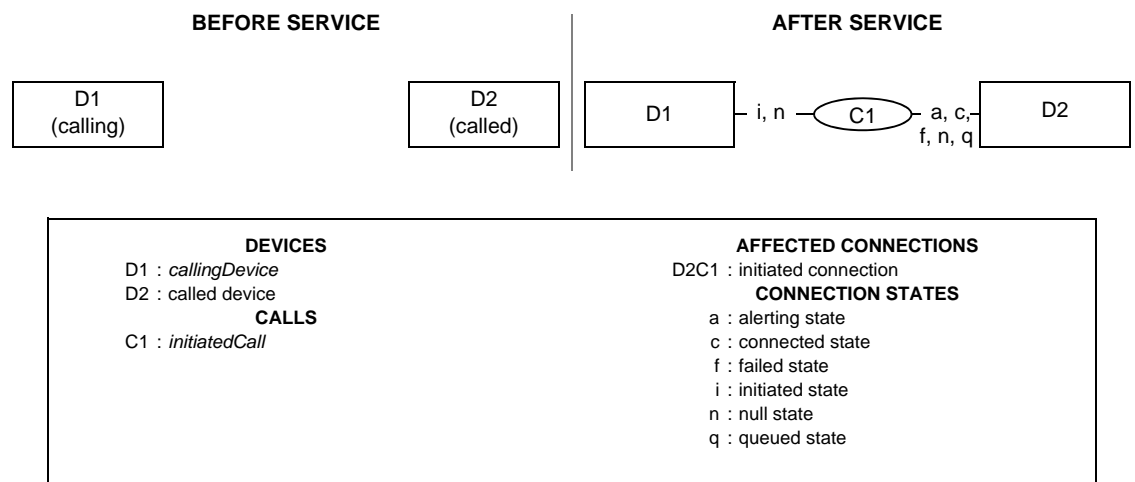 BEFORE SERVICE
AFTER SERVICE
D1
(calling)
D2
(called)
D1
i, n
C1
a, c,
f, n, q
D2
DEVICES
D1 : callingDevice
D2 : called device
CALLS
C1 : initiatedCall
AFFECTED CONNECTIONS
D2C1 : initiated connection
CONNECTION STATES
a : alerting state
c : connected state
f : failed state
i : initiated state
n : null state
q : queued state